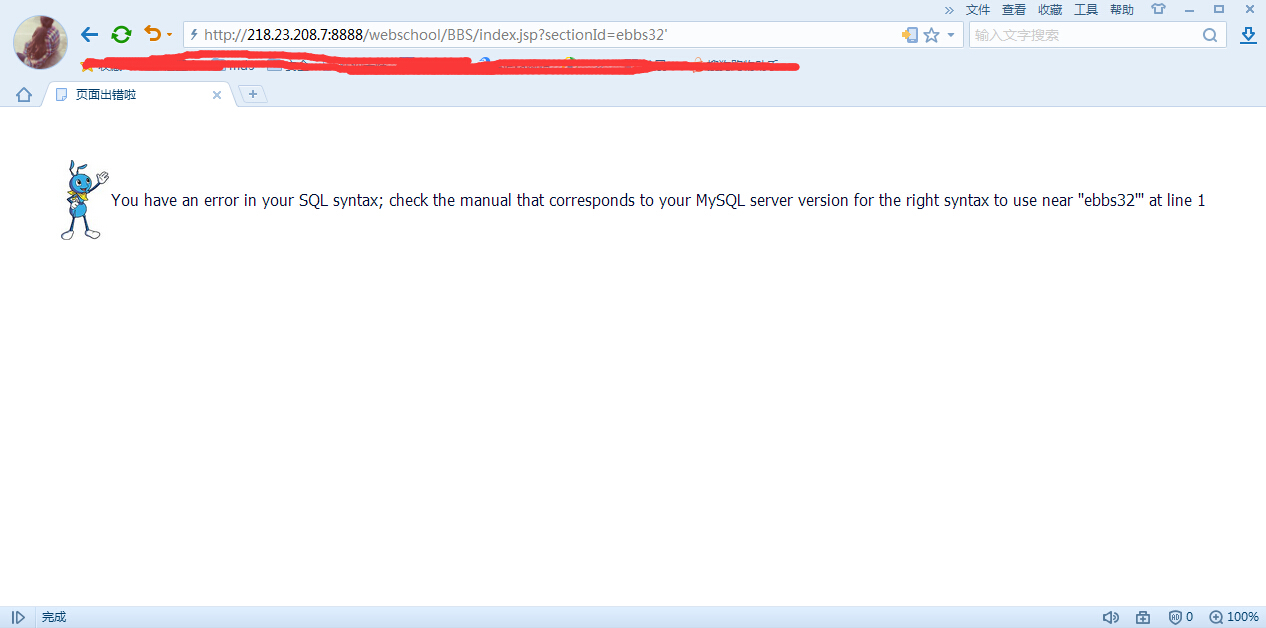 » 文件 查看 收藏 工具 帮助
http://218.23.208.7:8888/webschool/BBS/index.jsp?sectionId=ebbs32'
输入文字搜索
页面出错啦
You have an error in your SQL syntax; check the manual that corresponds to your MySQL server version for the right syntax to use near "ebbs32'" at line 1
完成
0
100%